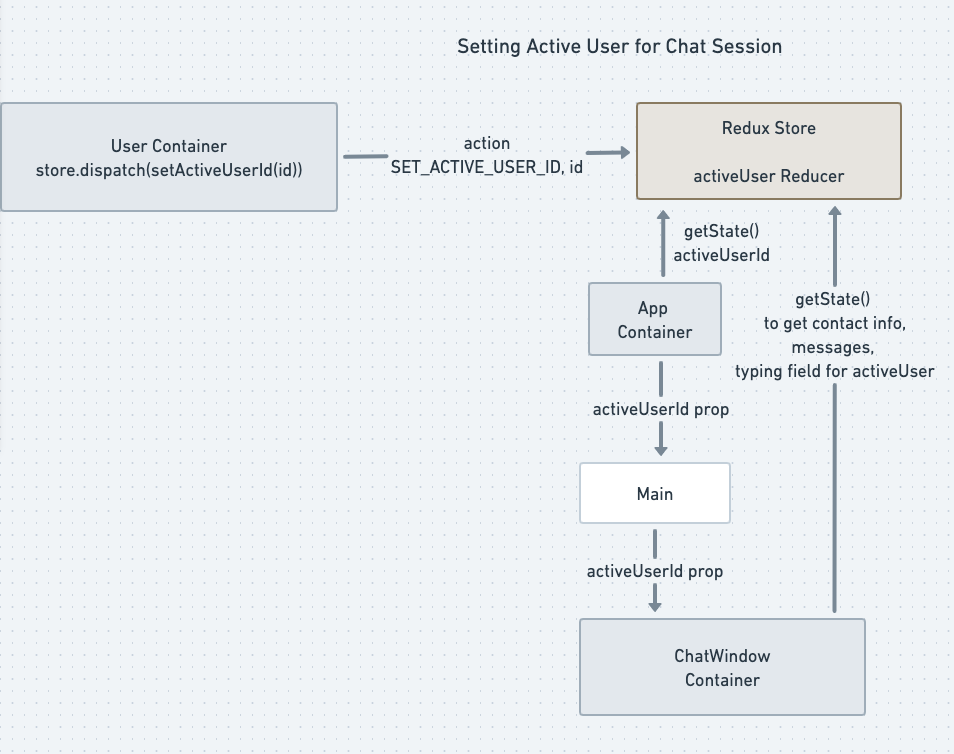 Setting Active User for Chat Session
User Container
store.dispatch(setActiveUserId(id))
action
SET_ACTIVE_USER_ID, id
Redux Store
activeUser Reducer
getState()
activeUserId
App
Container
getState()
to get contact info,
messages,
typing field for activeUser
activeUserId prop
Main
activeUserId prop
ChatWindow
Container